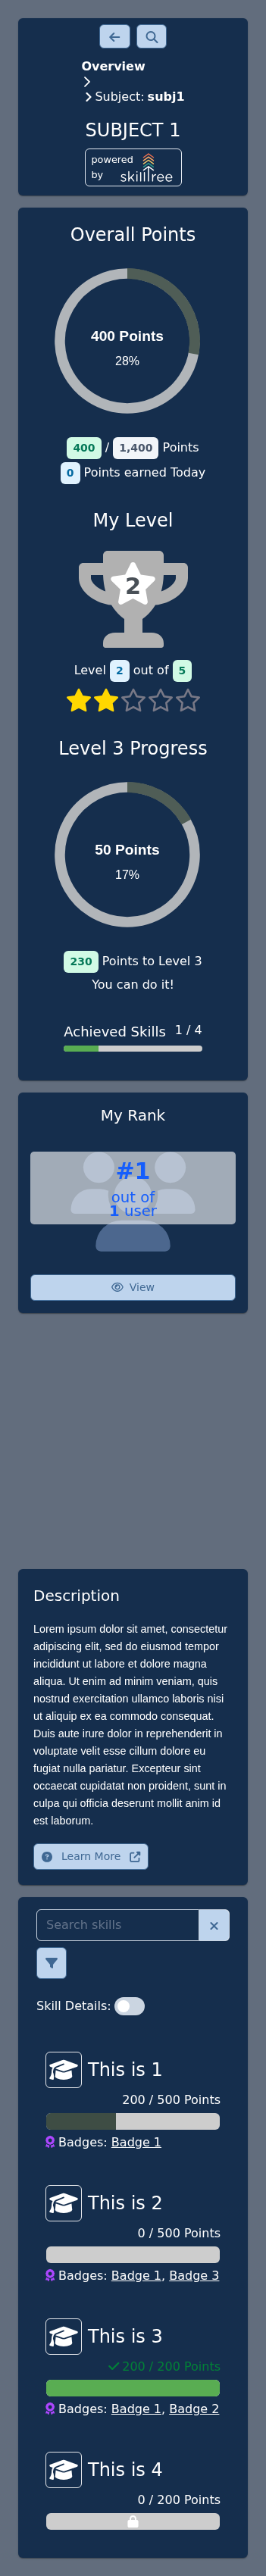 Overview
Subject: subj1
SUBJECT 1
powered
by skillTree
Overall Points
400 Points
28%
400 / 1,400 Points
0 Points earned Today
My Level
2
Level 2 out of 5
Level 3 Progress
50 Points
17%
230 Points to Level 3
You can do it!
Achieved Skills 1 / 4
My Rank
#1
out of
1 user
View
Description
Lorem ipsum dolor sit amet, consectetur
adipiscing elit, sed do eiusmod tempor
incididunt ut labore et dolore magna
aliqua. Ut enim ad minim veniam, quis
nostrud exercitation ullamco laboris nisi
ut aliquip ex ea commodo consequat.
Duis aute irure dolor in reprehenderit in
voluptate velit esse cillum dolore eu
fugiat nulla pariatur. Excepteur sint
occaecat cupidatat non proident, sunt in
culpa qui officia deserunt mollit anim id
est laborum.
Learn More
Search skills
Skill Details:
This is 1
200 / 500 Points
Badges: Badge 1
This is 2
0 / 500 Points
Badges: Badge 1, Badge 3
This is 3
200 / 200 Points
Badges: Badge 1, Badge 2
This is 4
0 / 200 Points